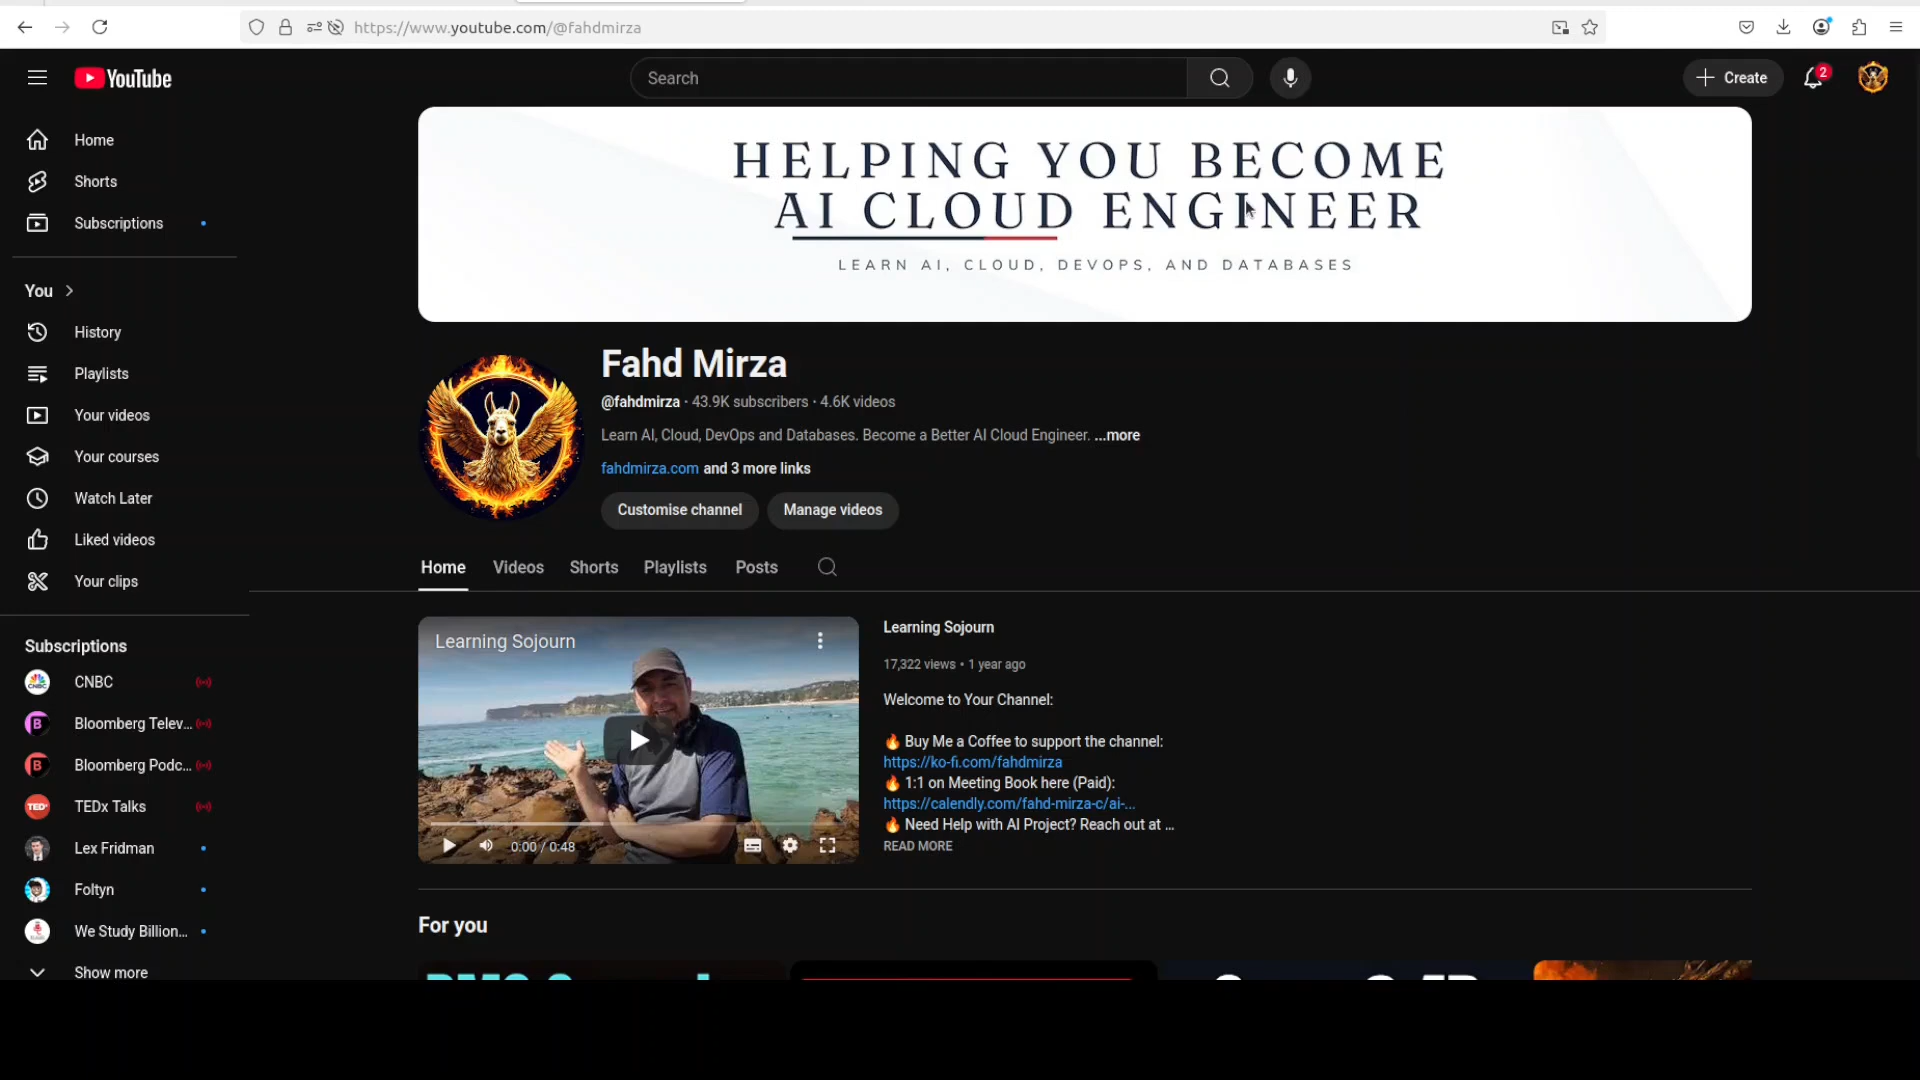 https://www.youtube.com/@fahdmirza
YouTube
Search
Create
2
Home
Shorts
Subscriptions
You
History
Playlists
Your videos
Your courses
Watch Later
Liked videos
Your clips
Subscriptions
CNBC
Bloomberg Telev...
Bloomberg Podc...
TEDx Talks
Lex Fridman
Foltyn
We Study Billion...
Show more
HELPING YOU BECOME
AI CLOUD ENGINEER
LEARN AI, CLOUD, DEVOPS, AND DATABASES
Fahd Mirza
@fahdmirza · 43.9K subscribers · 4.6K videos
Learn AI, Cloud, DevOps and Databases. Become a Better AI Cloud Engineer. ...more
fahdmirza.com and 3 more links
Customise channel
Manage videos
Home
Videos
Shorts
Playlists
Posts
Learning Sojourn
0:00 / 0:48
Learning Sojourn
17,322 views • 1 year ago
Welcome to Your Channel:
🔥 Buy Me a Coffee to support the channel:
https://ko-fi.com/fahdmirza
🔥 1:1 on Meeting Book here (Paid):
https://calendly.com/fahd-mirza-c/ai-...
🔥 Need Help with AI Project? Reach out at ...
READ MORE
For you